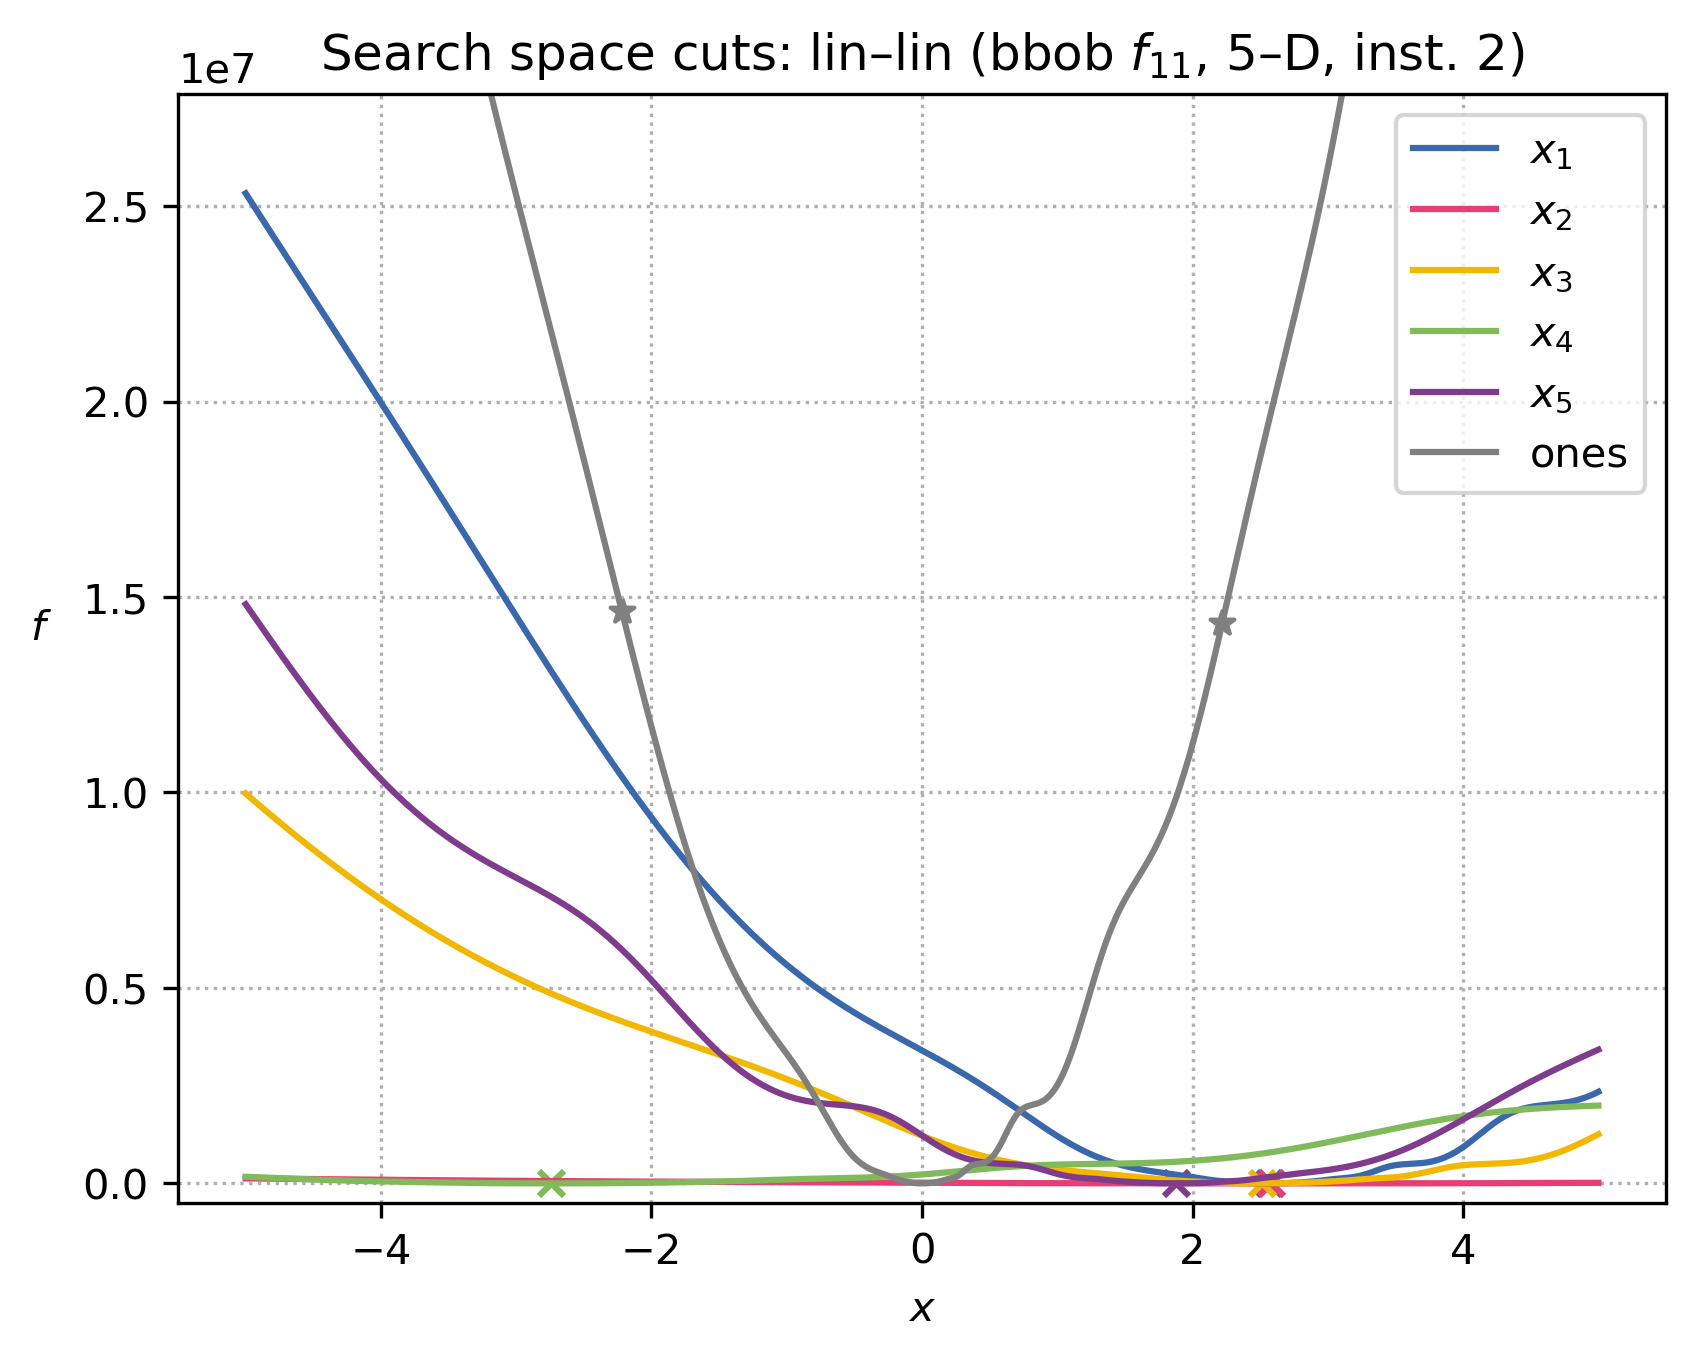 Search space cuts: lin–lin (bbob f₁₁, 5–D, inst. 2)
1e7
2.5
2.0
1.5
1.0
0.5
0.0
f
−4
−2
0
2
4
x
x₁
x₂
x₃
x₄
x₅
ones